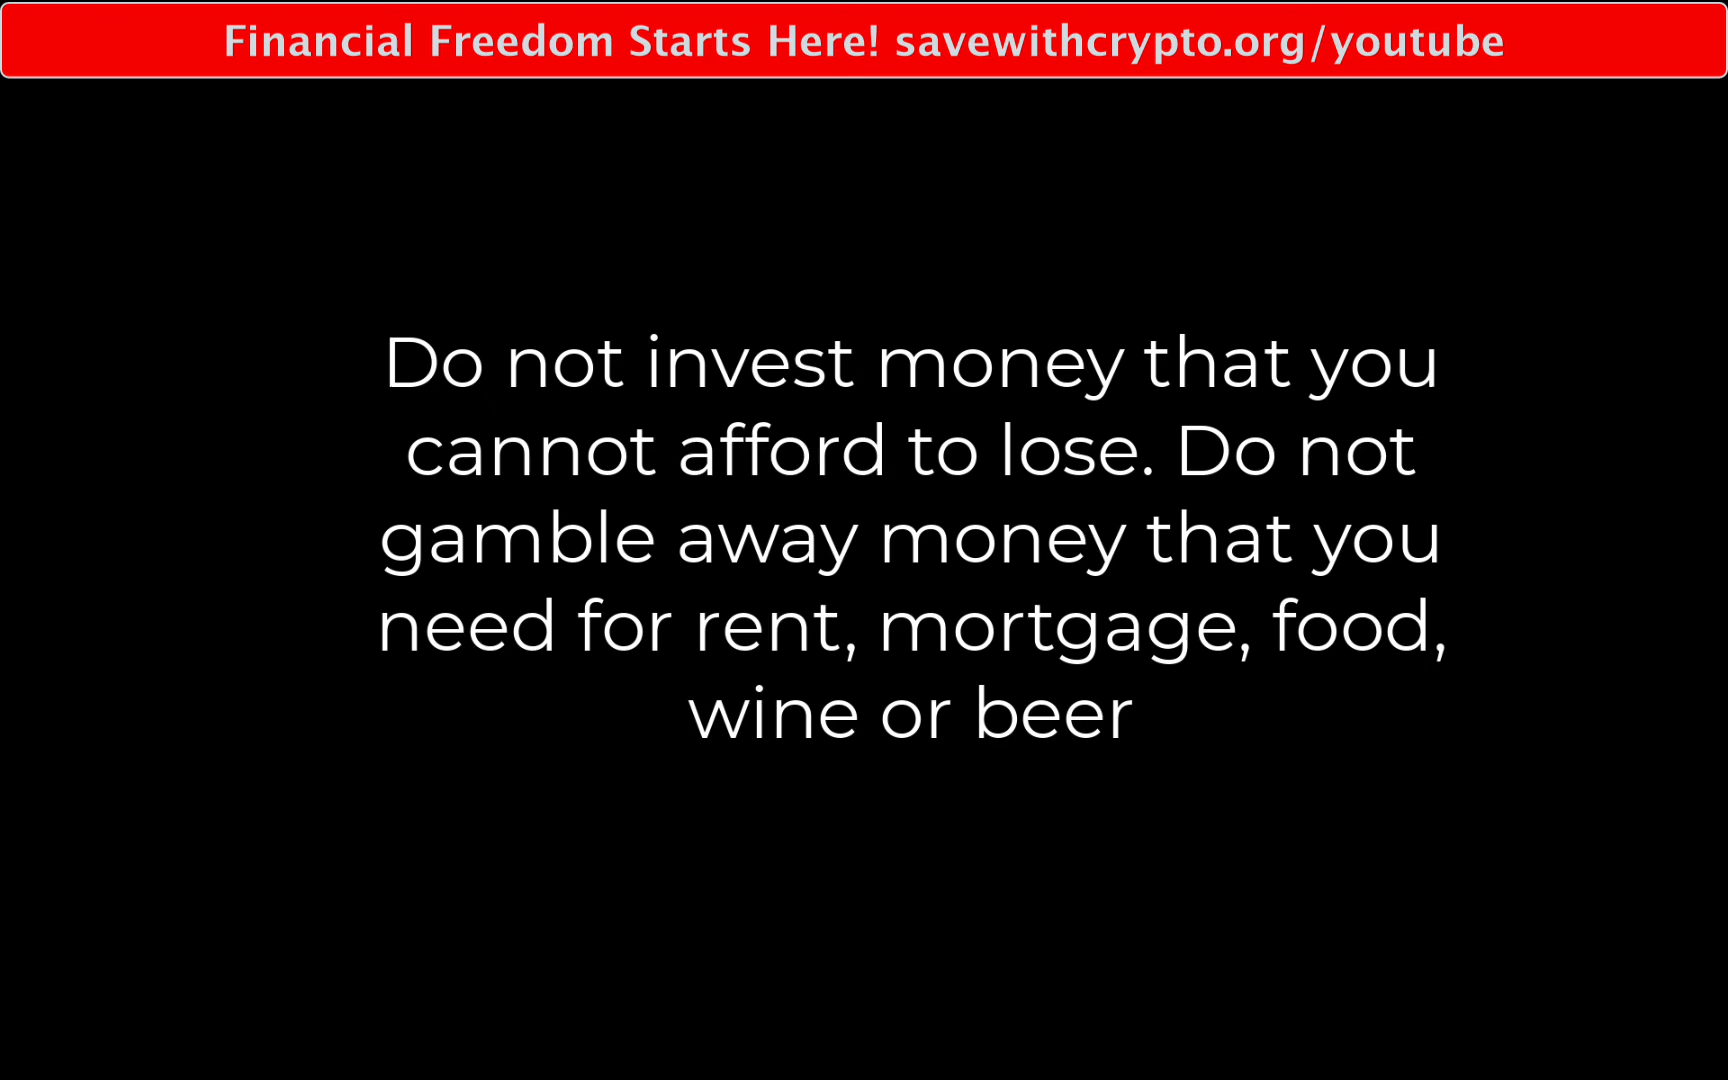 Financial Freedom Starts Here! savewithcrypto.org/youtube
Do not invest money that you
cannot afford to lose. Do not
gamble away money that you
need for rent, mortgage, food,
wine or beer